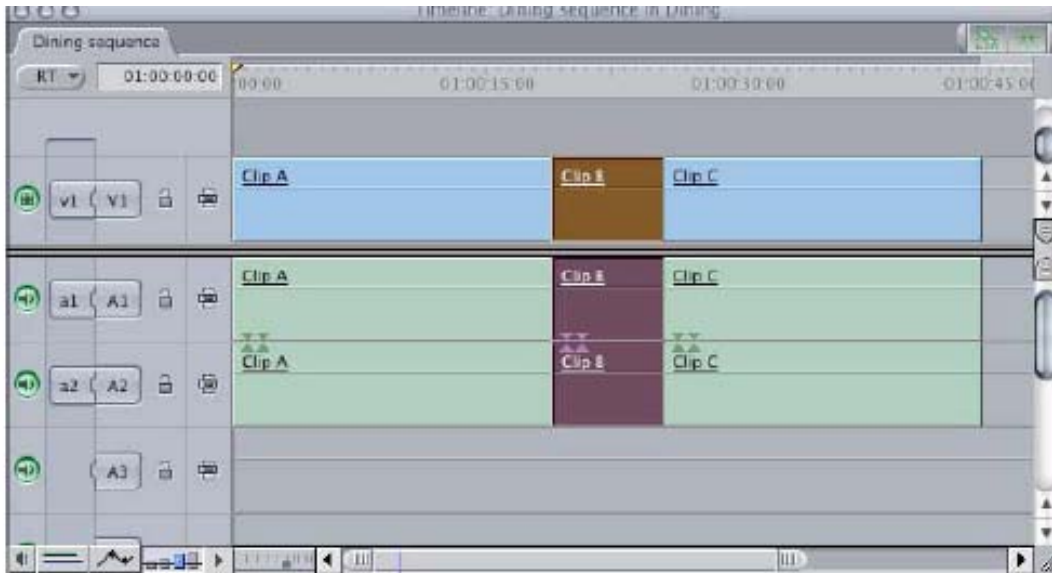 Timeline: Dining sequence in Dining
Dining sequence
RT 01:00:00:00 00:00 01:00:15:00 01:00:30:00 01:00:45:0
Clip A Clip B Clip C
v1 V1
Clip A Clip B Clip C
a1 A1
Clip A Clip B Clip C
a2 A2
A3